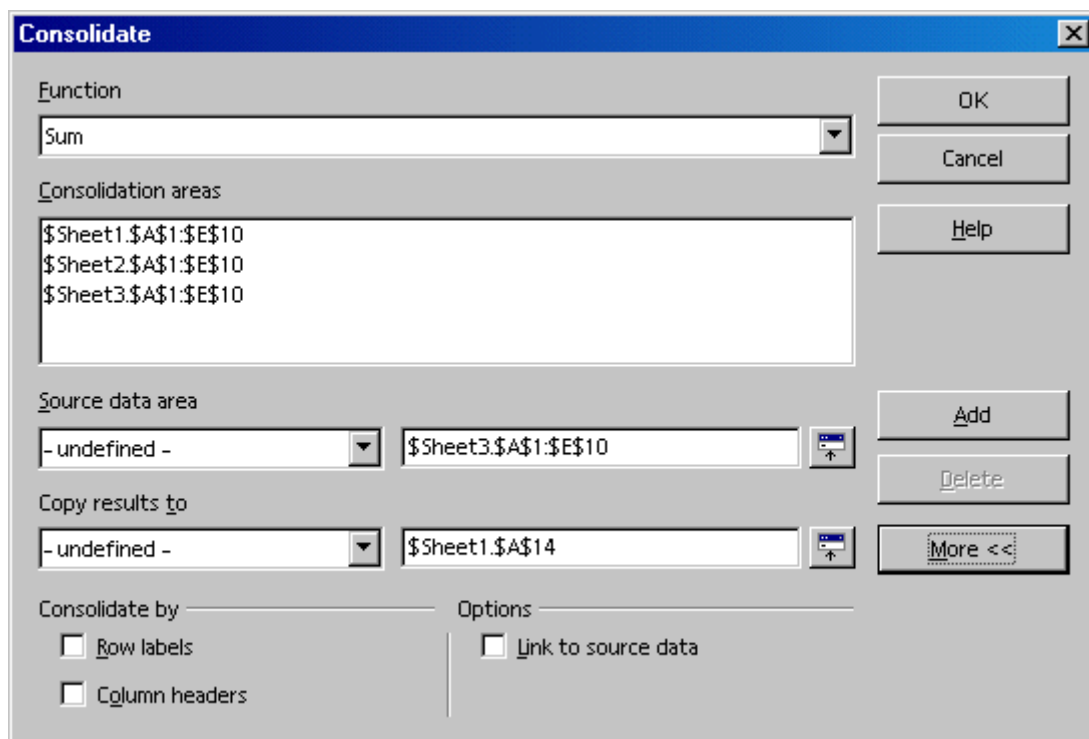 Consolidate
Function
OK
Sum
Cancel
Consolidation areas
$Sheet1.$A$1:$E$10
Help
$Sheet2.$A$1:$E$10
$Sheet3.$A$1:$E$10
Source data area
Add
- undefined -
$Sheet3.$A$1:$E$10
Delete
Copy results to
- undefined -
$Sheet1.$A$14
More <<
Consolidate by
Options
Row labels
Link to source data
Column headers